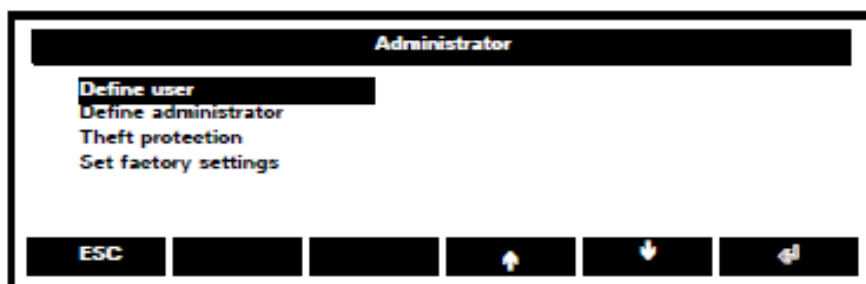 Administrator
Define user
Define administrator
Theft protection
Set factory settings
ESC